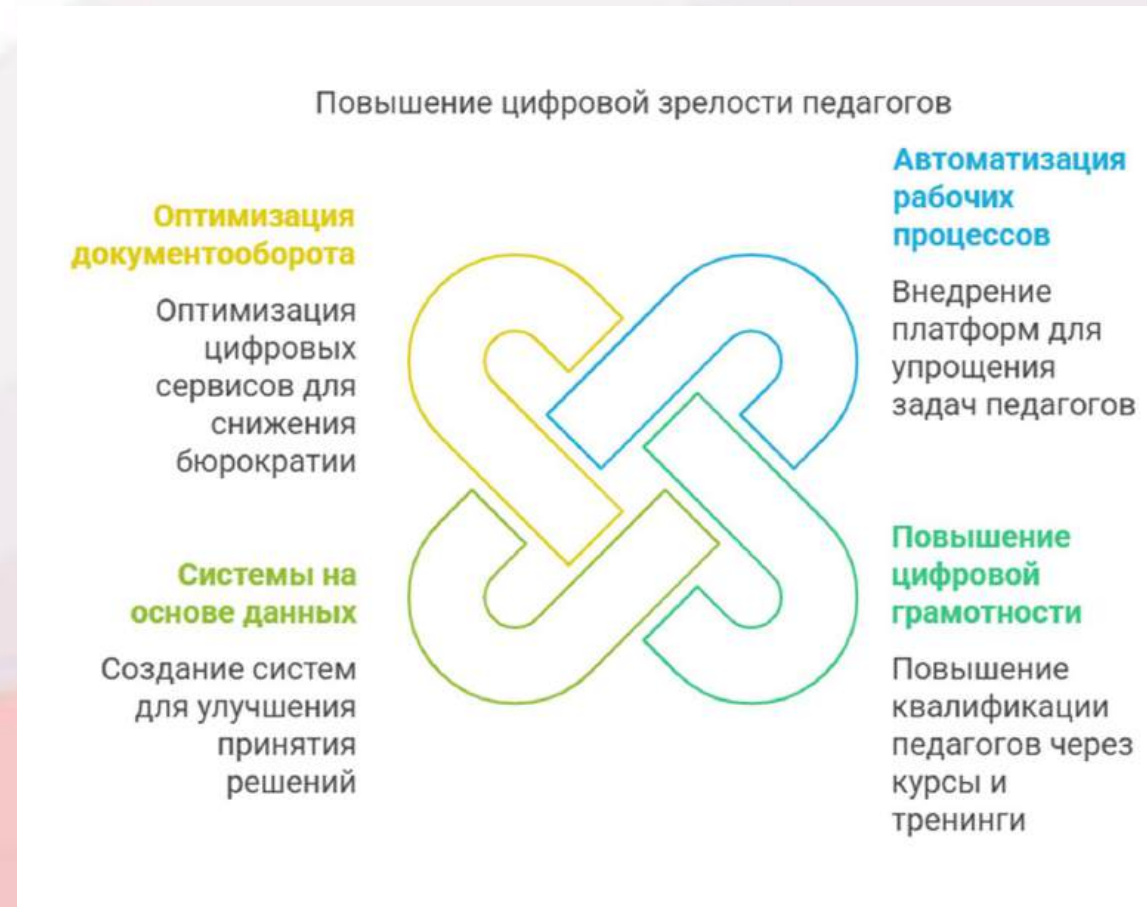 Повышение цифровой зрелости педагогов
Оптимизация
документооборота
Оптимизация
цифровых
сервисов для
снижения
бюрократии
Автоматизация
рабочих
процессов
Внедрение
платформ для
упрощения
задач педагогов
Системы на
основе данных
Создание систем
для улучшения
принятия
решений
Повышение
цифровой
грамотности
Повышение
квалификации
педагогов через
курсы и
тренинги